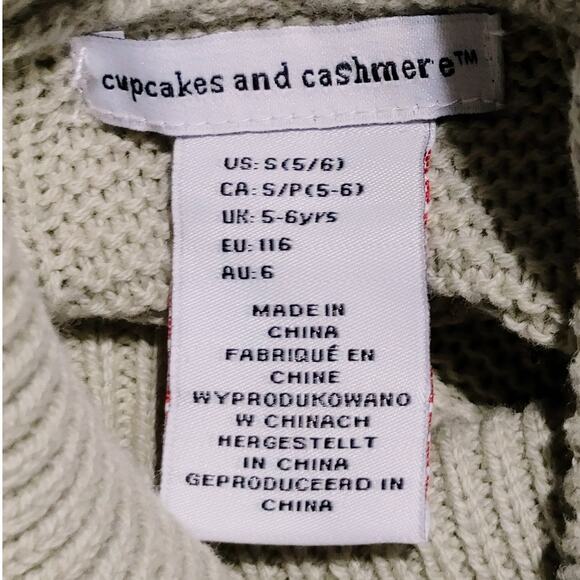 cupcakes and cashmere™
US: S(5/6)
CA: S/P(5-6)
UK: 5-6yrs
EU: 116
AU: 6
MADE IN
CHINA
FABRIQUÉ EN
CHINE
WYPRODUKOWANO
W CHINACH
HERGESTELLT
IN CHINA
GEPRODUCEERD IN
CHINA